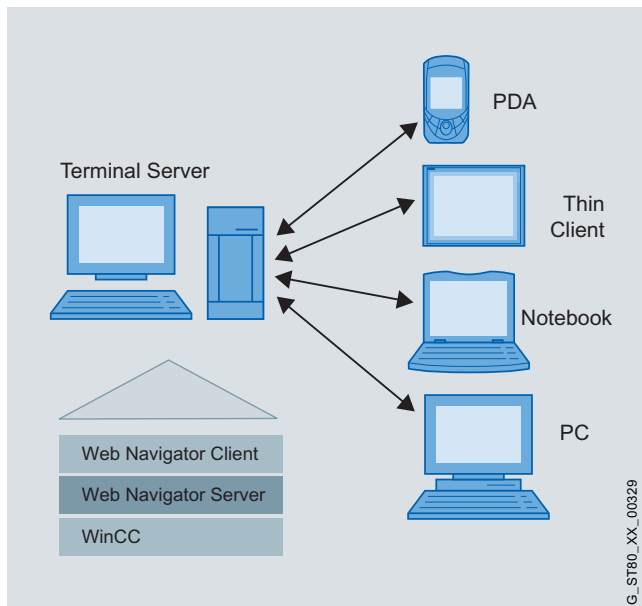 PDA
Terminal Server
Thin
Client
Notebook
PC
Web Navigator Client
Web Navigator Server
WinCC
G_ST80_XX_00329